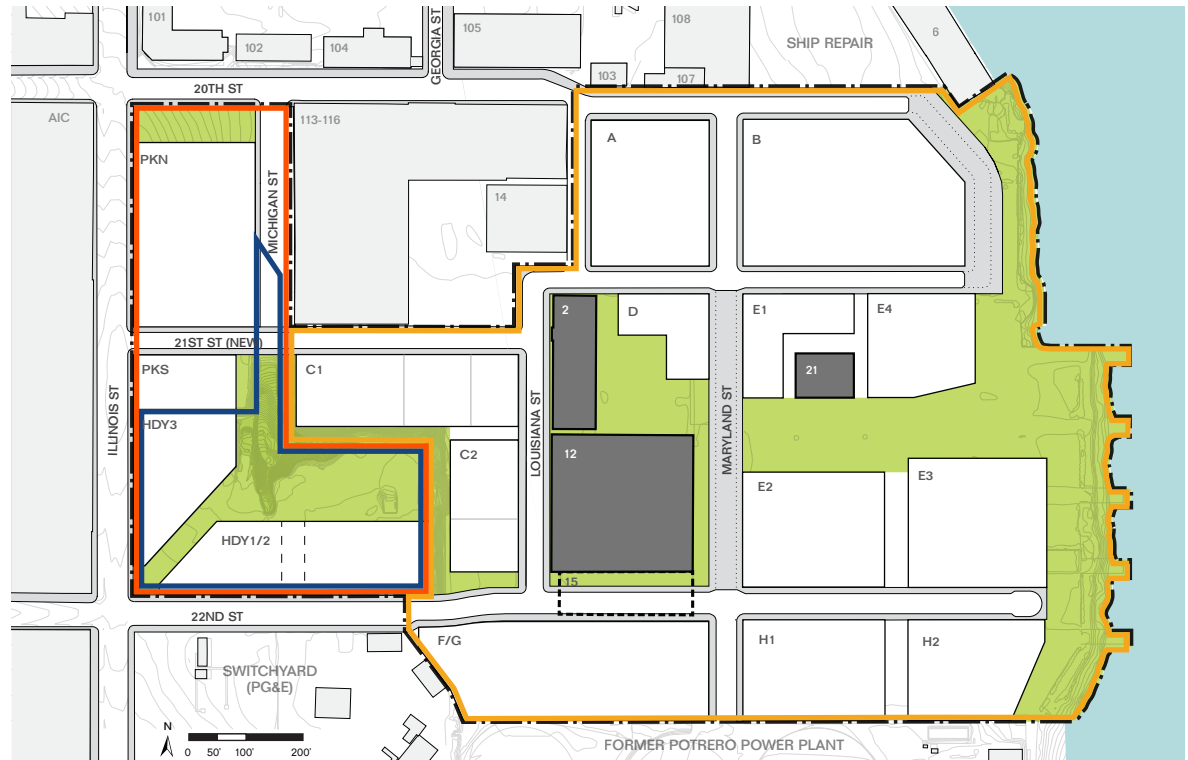 101
102
104
GEORGIA ST
105
108
103
107
SHIP REPAIR
6
20TH ST
AIC
PKN
MICHIGAN ST
113-116
14
A
B
21ST ST (NEW)
PKS
HDY3
HDY1/2
ILLINOIS ST
C1
C2
LOUISIANA ST
2
D
12
15
MARYLAND ST
E1
E4
21
E2
E3
22ND ST
F/G
H1
H2
SWITCHYARD
(PG&E)
N
0 50' 100' 200'
FORMER POTRERO POWER PLANT